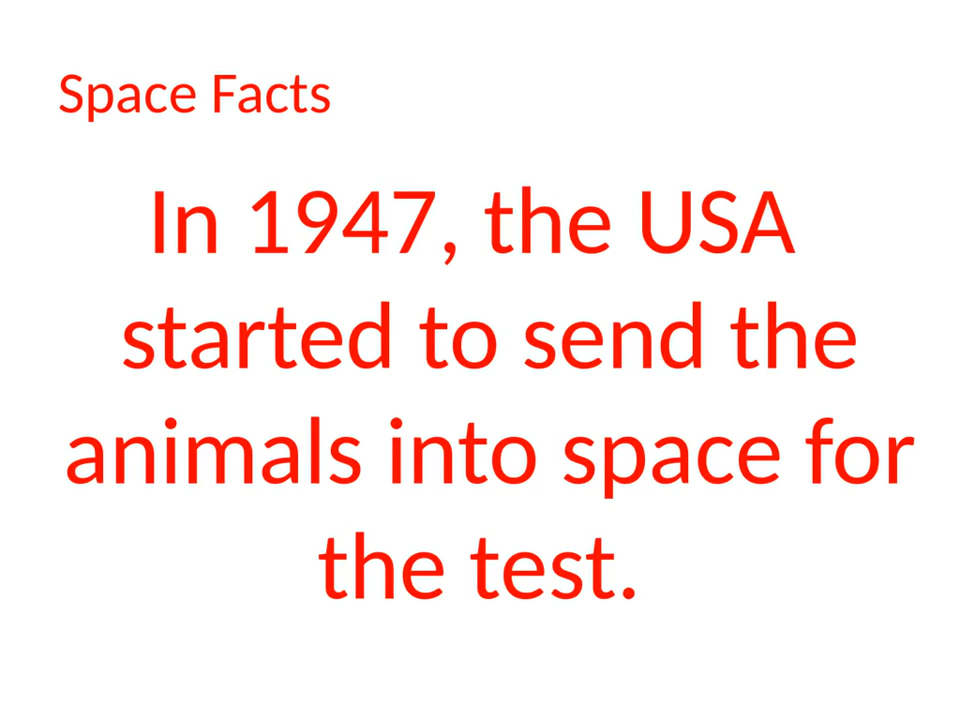 Space Facts
In 1947, the USA
started to send the
animals into space for
the test.